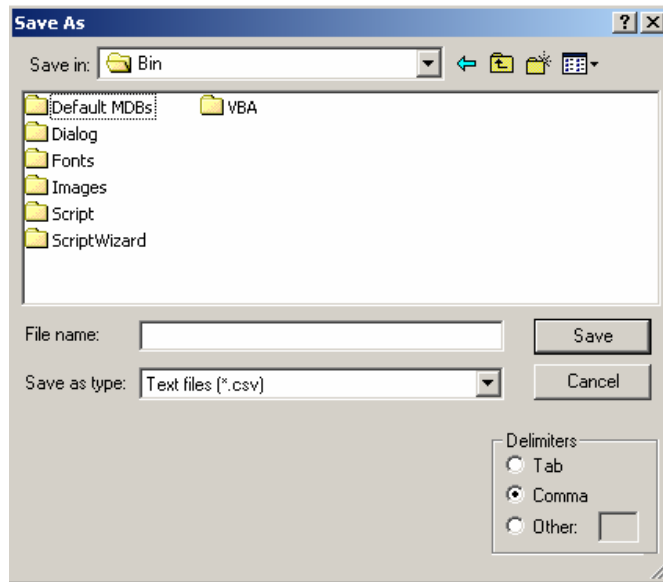 Save As
Save in: Bin
Default MDBs VBA
Dialog
Fonts
Images
Script
ScriptWizard
File name: Save
Save as type: Text files (*.csv) Cancel
Delimiters
Tab
Comma
Other: